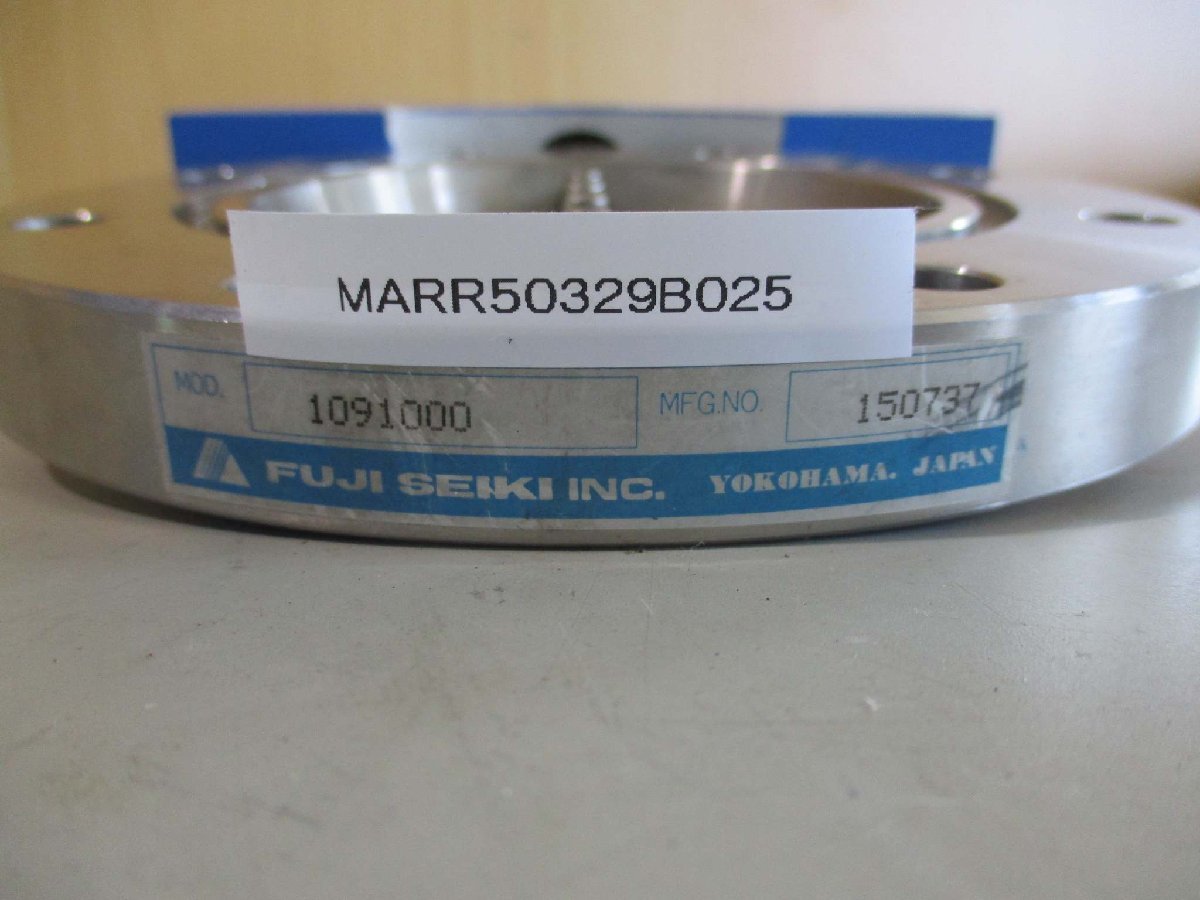 MARR50329B025
MOD. 1091000 MFG.NO. 150737
FUJI SEIKI INC. YOKOHAMA. JAPAN